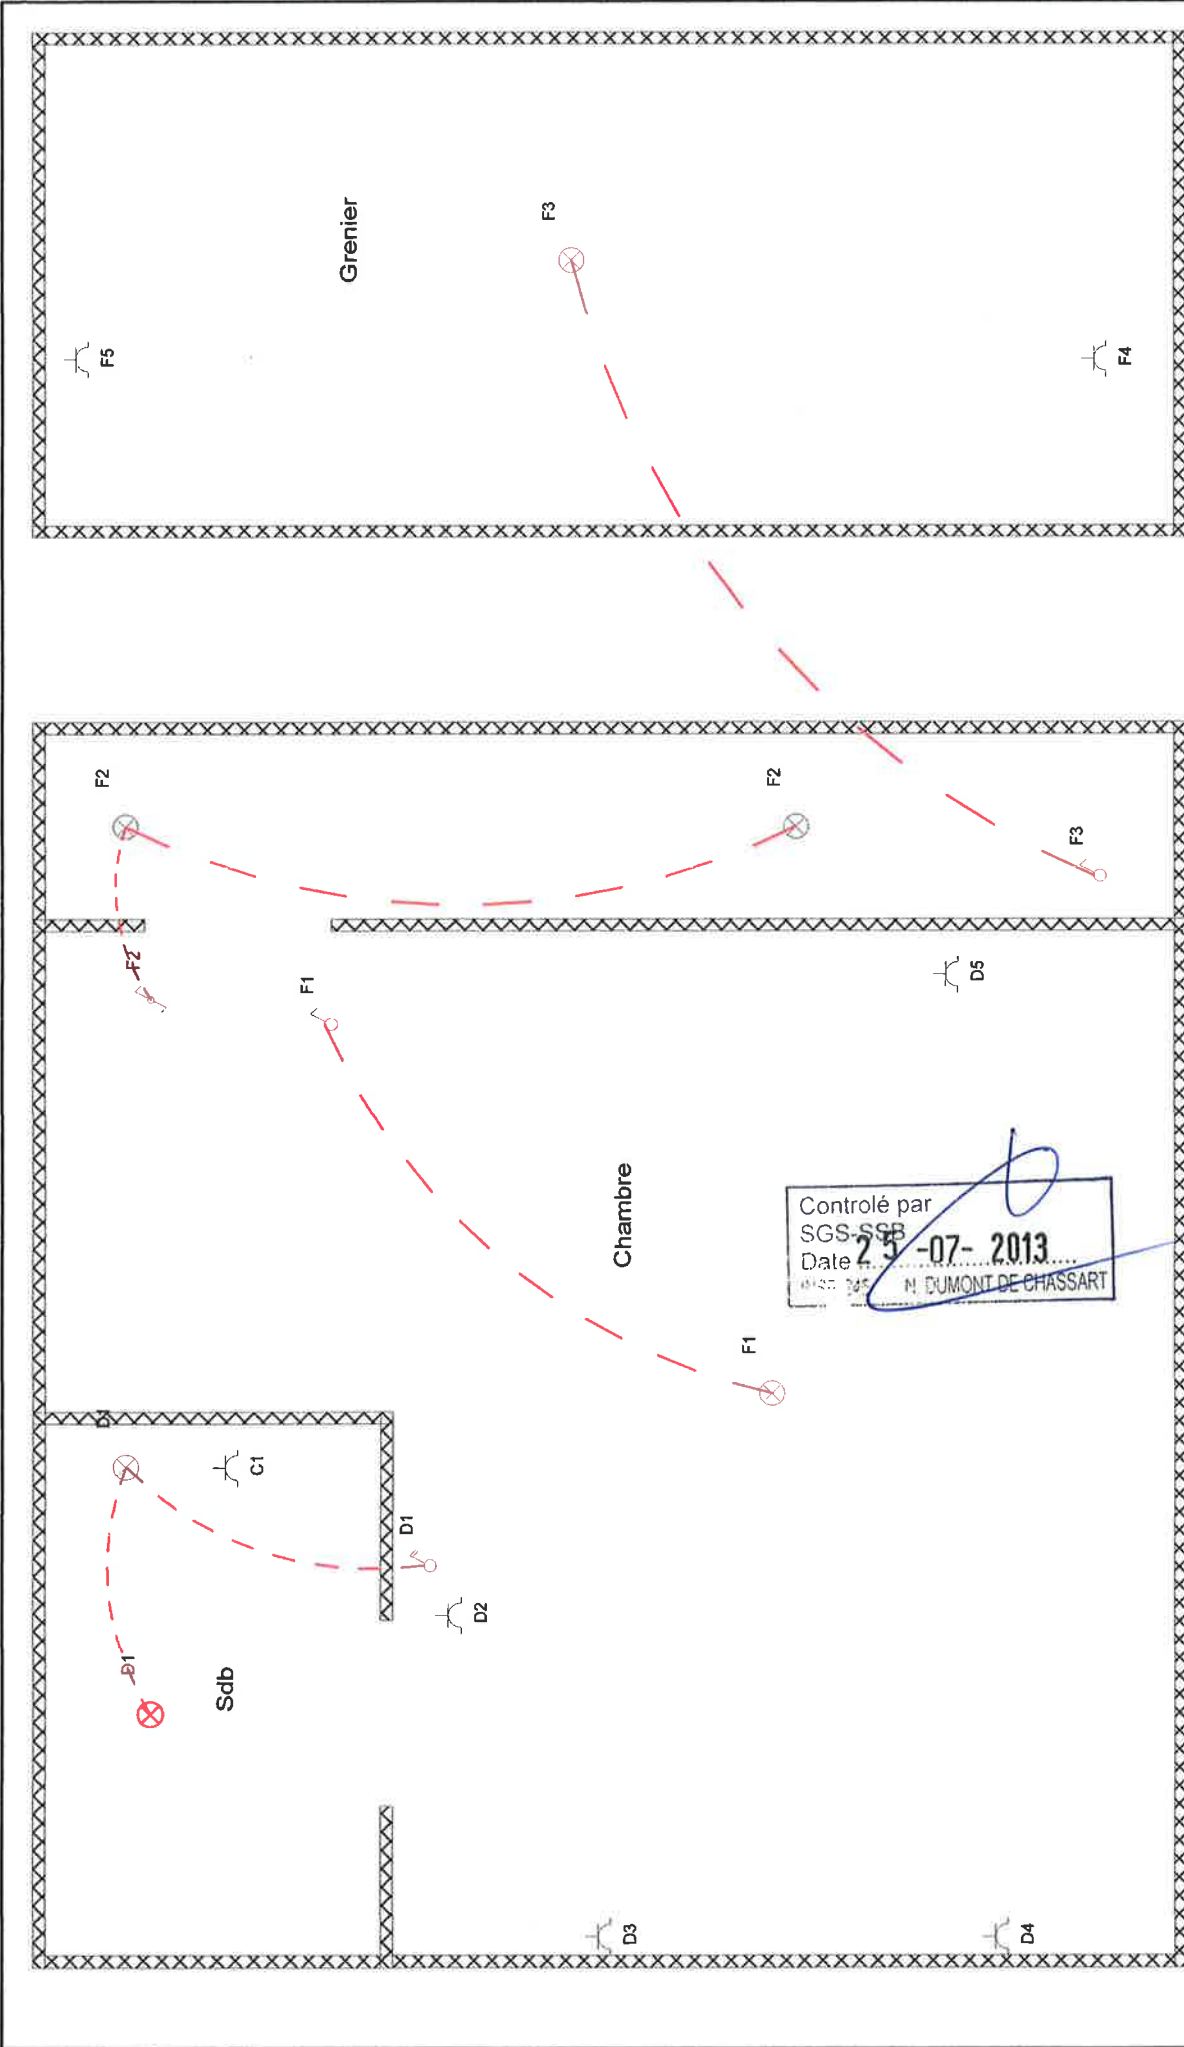 Grenier
F3
F5
F4
F2
F2
F3
F2
F1
D5
Chambre
Controlé par
SGS-SSB
Date 25 -07- 2013
N. DUMONT DE CHASSART
F1
D1
C1
D1
D2
D1
Sdb
D3
D4